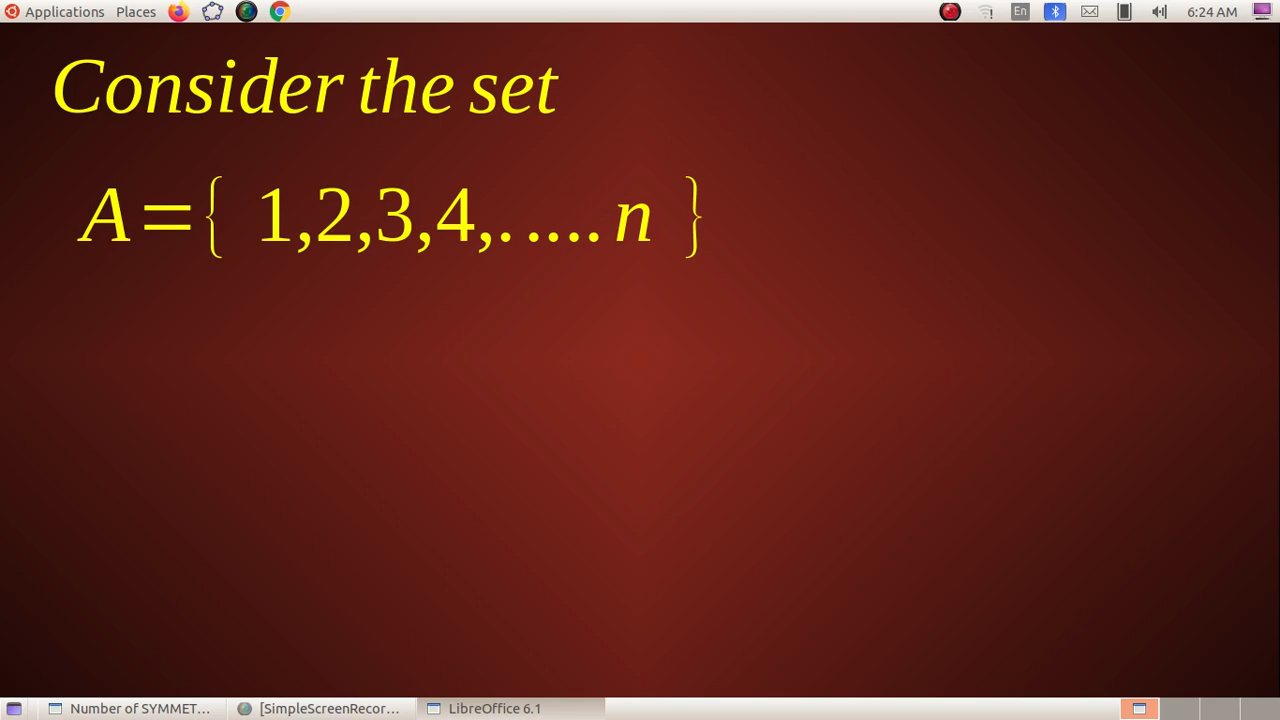 Applications Places En 6:24 AM
Consider the set
A={ 1,2,3,4,. .... n }
Number of SYMMET... [SimpleScreenRecor... LibreOffice 6.1